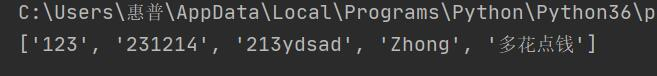 C:\Users\惠普\AppData\Local\Programs\Python\Python36\p
['123', '231214', '213ydsad', 'Zhong', '多花点钱']